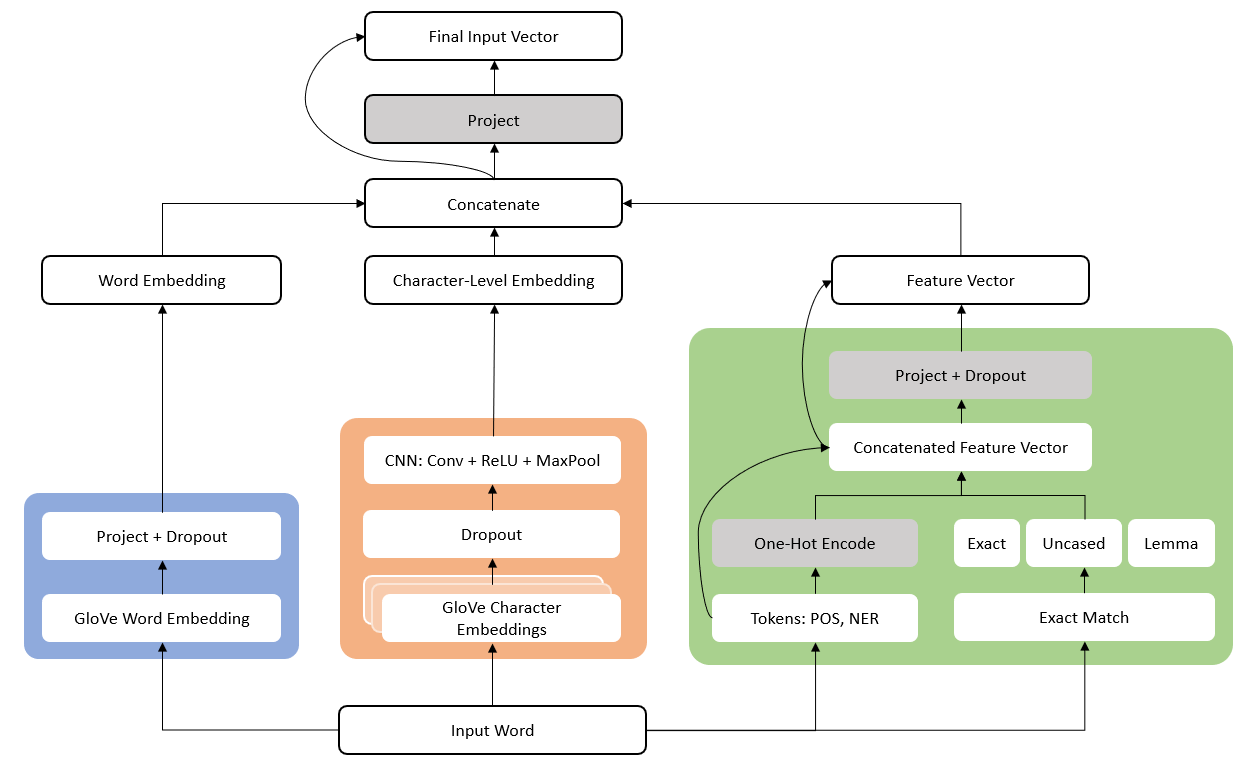 Final Input Vector
Project
Concatenate
Word Embedding
Character-Level Embedding
Feature Vector
Project + Dropout
Concatenated Feature Vector
CNN: Conv + ReLU + MaxPool
Project + Dropout
Dropout
One-Hot Encode
Exact
Uncased
Lemma
GloVe Word Embedding
GloVe Character
Embeddings
Tokens: POS, NER
Exact Match
Input Word